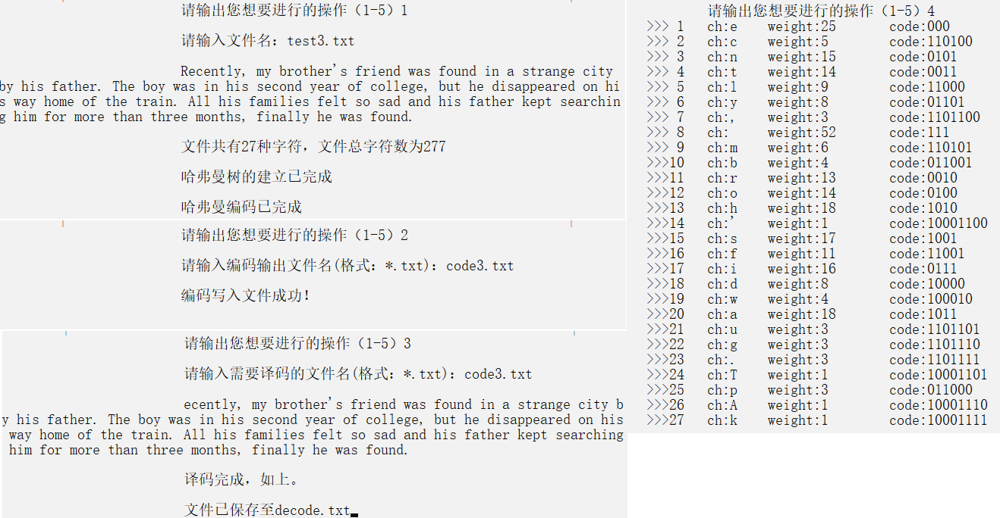 请输出您想要进行的操作（1-5）1
请输入文件名：test3.txt
Recently, my brother's friend was found in a strange city
by his father. The boy was in his second year of college, but he disappeared on hi
s way home of the train. All his families felt so sad and his father kept searchin
g him for more than three months, finally he was found.
文件共有27种字符，文件总字符数为277
哈弗曼树的建立已完成
哈弗曼编码已完成
请输出您想要进行的操作（1-5）2
请输入编码输出文件名(格式：*.txt)：code3.txt
编码写入文件成功!
请输出您想要进行的操作（1-5）3
请输入需要译码的文件名(格式：*.txt)：code3.txt
ecently, my brother's friend was found in a strange city b
y his father. The boy was in his second year of college, but he disappeared on his
way home of the train. All his families felt so sad and his father kept searching
him for more than three months, finally he was found.
译码完成，如上。
文件已保存至decode.txt
请输出您想要进行的操作（1-5）4
>>> 1 ch:e weight:25 code:000
>>> 2 ch:c weight:5 code:110100
>>> 3 ch:n weight:15 code:0101
>>> 4 ch:t weight:14 code:0011
>>> 5 ch:l weight:9 code:11000
>>> 6 ch:y weight:8 code:01101
>>> 7 ch:, weight:3 code:1101100
>>> 8 ch: weight:52 code:111
>>> 9 ch:m weight:6 code:110101
>>>10 ch:b weight:4 code:011001
>>>11 ch:r weight:13 code:0010
>>>12 ch:o weight:14 code:0100
>>>13 ch:h weight:18 code:1010
>>>14 ch:' weight:1 code:10001100
>>>15 ch:s weight:17 code:1001
>>>16 ch:f weight:11 code:11001
>>>17 ch:i weight:16 code:0111
>>>18 ch:d weight:8 code:10000
>>>19 ch:w weight:4 code:100010
>>>20 ch:a weight:18 code:1011
>>>21 ch:u weight:3 code:1101101
>>>22 ch:g weight:3 code:1101110
>>>23 ch:. weight:3 code:1101111
>>>24 ch:T weight:1 code:10001101
>>>25 ch:p weight:3 code:011000
>>>26 ch:A weight:1 code:10001110
>>>27 ch:k weight:1 code:10001111